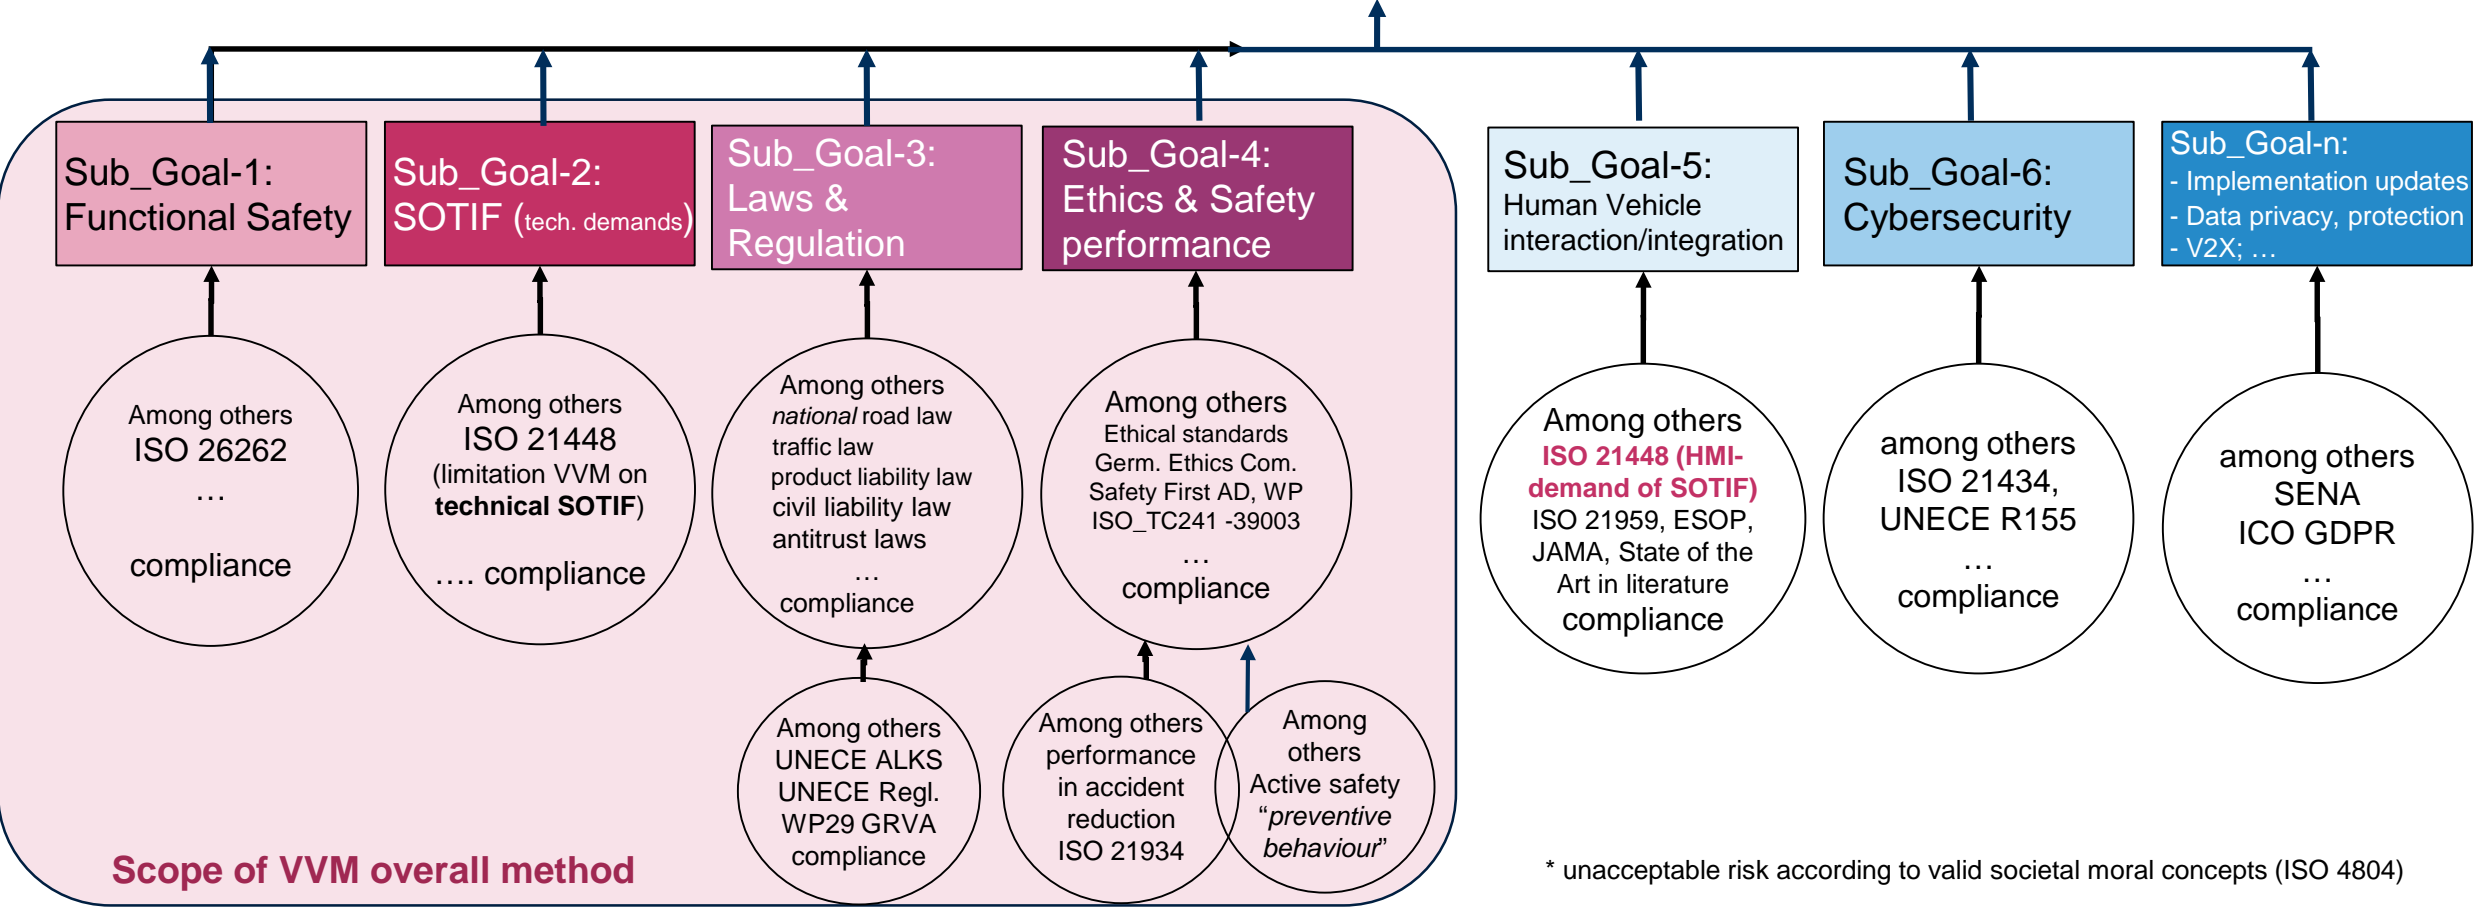 Sub_Goal-1:
Functional Safety
Sub_Goal-2:
SOTIF (tech. demands)
Sub_Goal-3:
Laws &
Regulation
Sub_Goal-4:
Ethics & Safety
performance
Sub_Goal-5:
Human Vehicle
interaction/integration
Sub_Goal-6:
Cybersecurity
Sub_Goal-n:
- Implementation updates
- Data privacy, protection
- V2X; …
Among others
ISO 26262
…
compliance
Among others
ISO 21448
(limitation VVM on
technical SOTIF)
…. compliance
Among others
national road law
traffic law
product liability law
civil liability law
antitrust laws
…
compliance
Among others
Ethical standards
Germ. Ethics Com.
Safety First AD, WP
ISO_TC241 -39003
…
compliance
Among others
ISO 21448 (HMI-
demand of SOTIF)
ISO 21959, ESOP,
JAMA, State of the
Art in literature
compliance
among others
ISO 21434,
UNECE R155
…
compliance
among others
SENA
ICO GDPR
…
compliance
Among others
UNECE ALKS
UNECE Regl.
WP29 GRVA
compliance
Among others
performance
in accident
reduction
ISO 21934
Among
others
Active safety
“preventive
behaviour”
Scope of VVM overall method
* unacceptable risk according to valid societal moral concepts (ISO 4804)